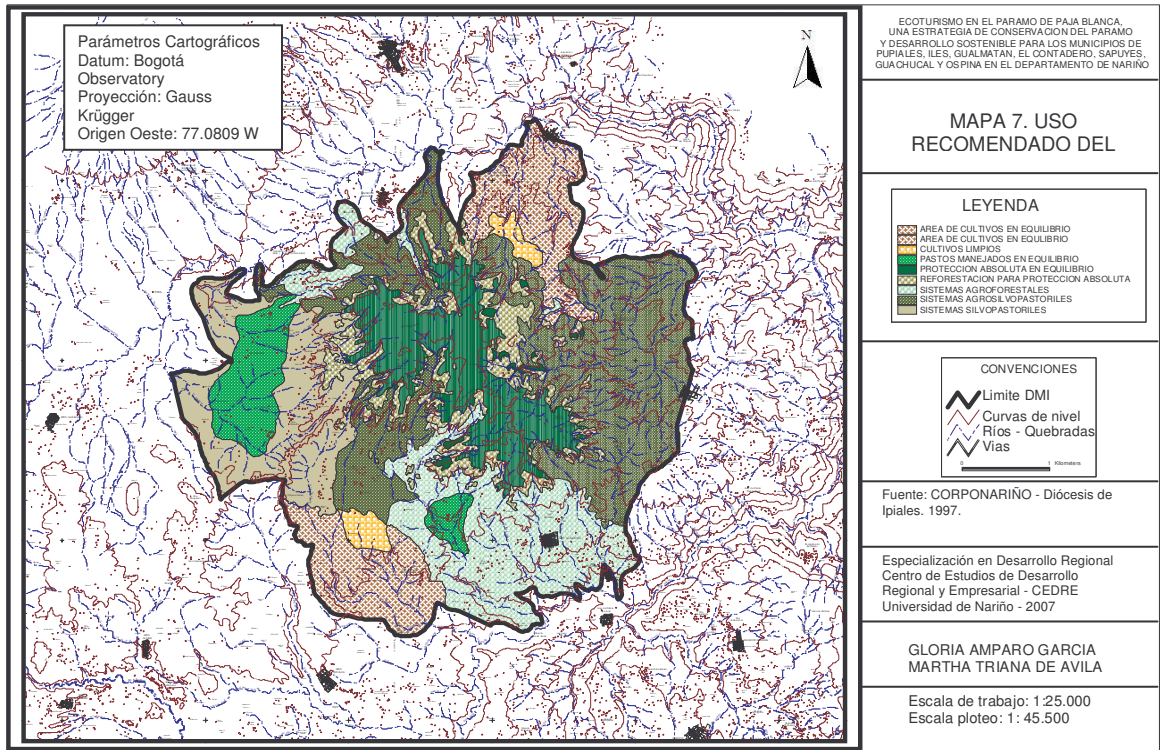 Parámetros Cartográficos
Datum: Bogotá
Observatory
Proyección: Gauss
Krügger
Origen Oeste: 77.0809 W
N
ECOTURISMO EN EL PARAMO DE PAJA BLANCA,
UNA ESTRATEGIA DE CONSERVACION DEL PARAMO
Y DESARROLLO SOSTENIBLE PARA LOS MUNICIPIOS DE
PUPIALES, ILES, GUALMATAN, EL CONTADERO, SAPUYES,
GUACHUCAL Y OSPINA EN EL DEPARTAMENTO DE NARIÑO
MAPA 7. USO
RECOMENDADO DEL
LEYENDA
AREA DE CULTIVOS EN EQUILIBRIO
AREA DE CULTIVOS EN EQUILIBRIO
CULTIVOS LIMPIOS
PASTOS MANEJADOS EN EQUILIBRIO
PROTECCION ABSOLUTA EN EQUILIBRIO
REFORESTACION PARA PROTECCION ABSOLUTA
SISTEMAS AGROFORESTALES
SISTEMAS AGROSILVOPASTORILES
SISTEMAS SILVOPASTORILES
CONVENCIONES
Limite DMI
Curvas de nivel
Ríos - Quebradas
Vias
0 1 Kilometers
Fuente: CORPONARIÑO - Diócesis de
Ipiales. 1997.
Especialización en Desarrollo Regional
Centro de Estudios de Desarrollo
Regional y Empresarial - CEDRE
Universidad de Nariño - 2007
GLORIA AMPARO GARCIA
MARTHA TRIANA DE AVILA
Escala de trabajo: 1:25.000
Escala ploteo: 1: 45.500